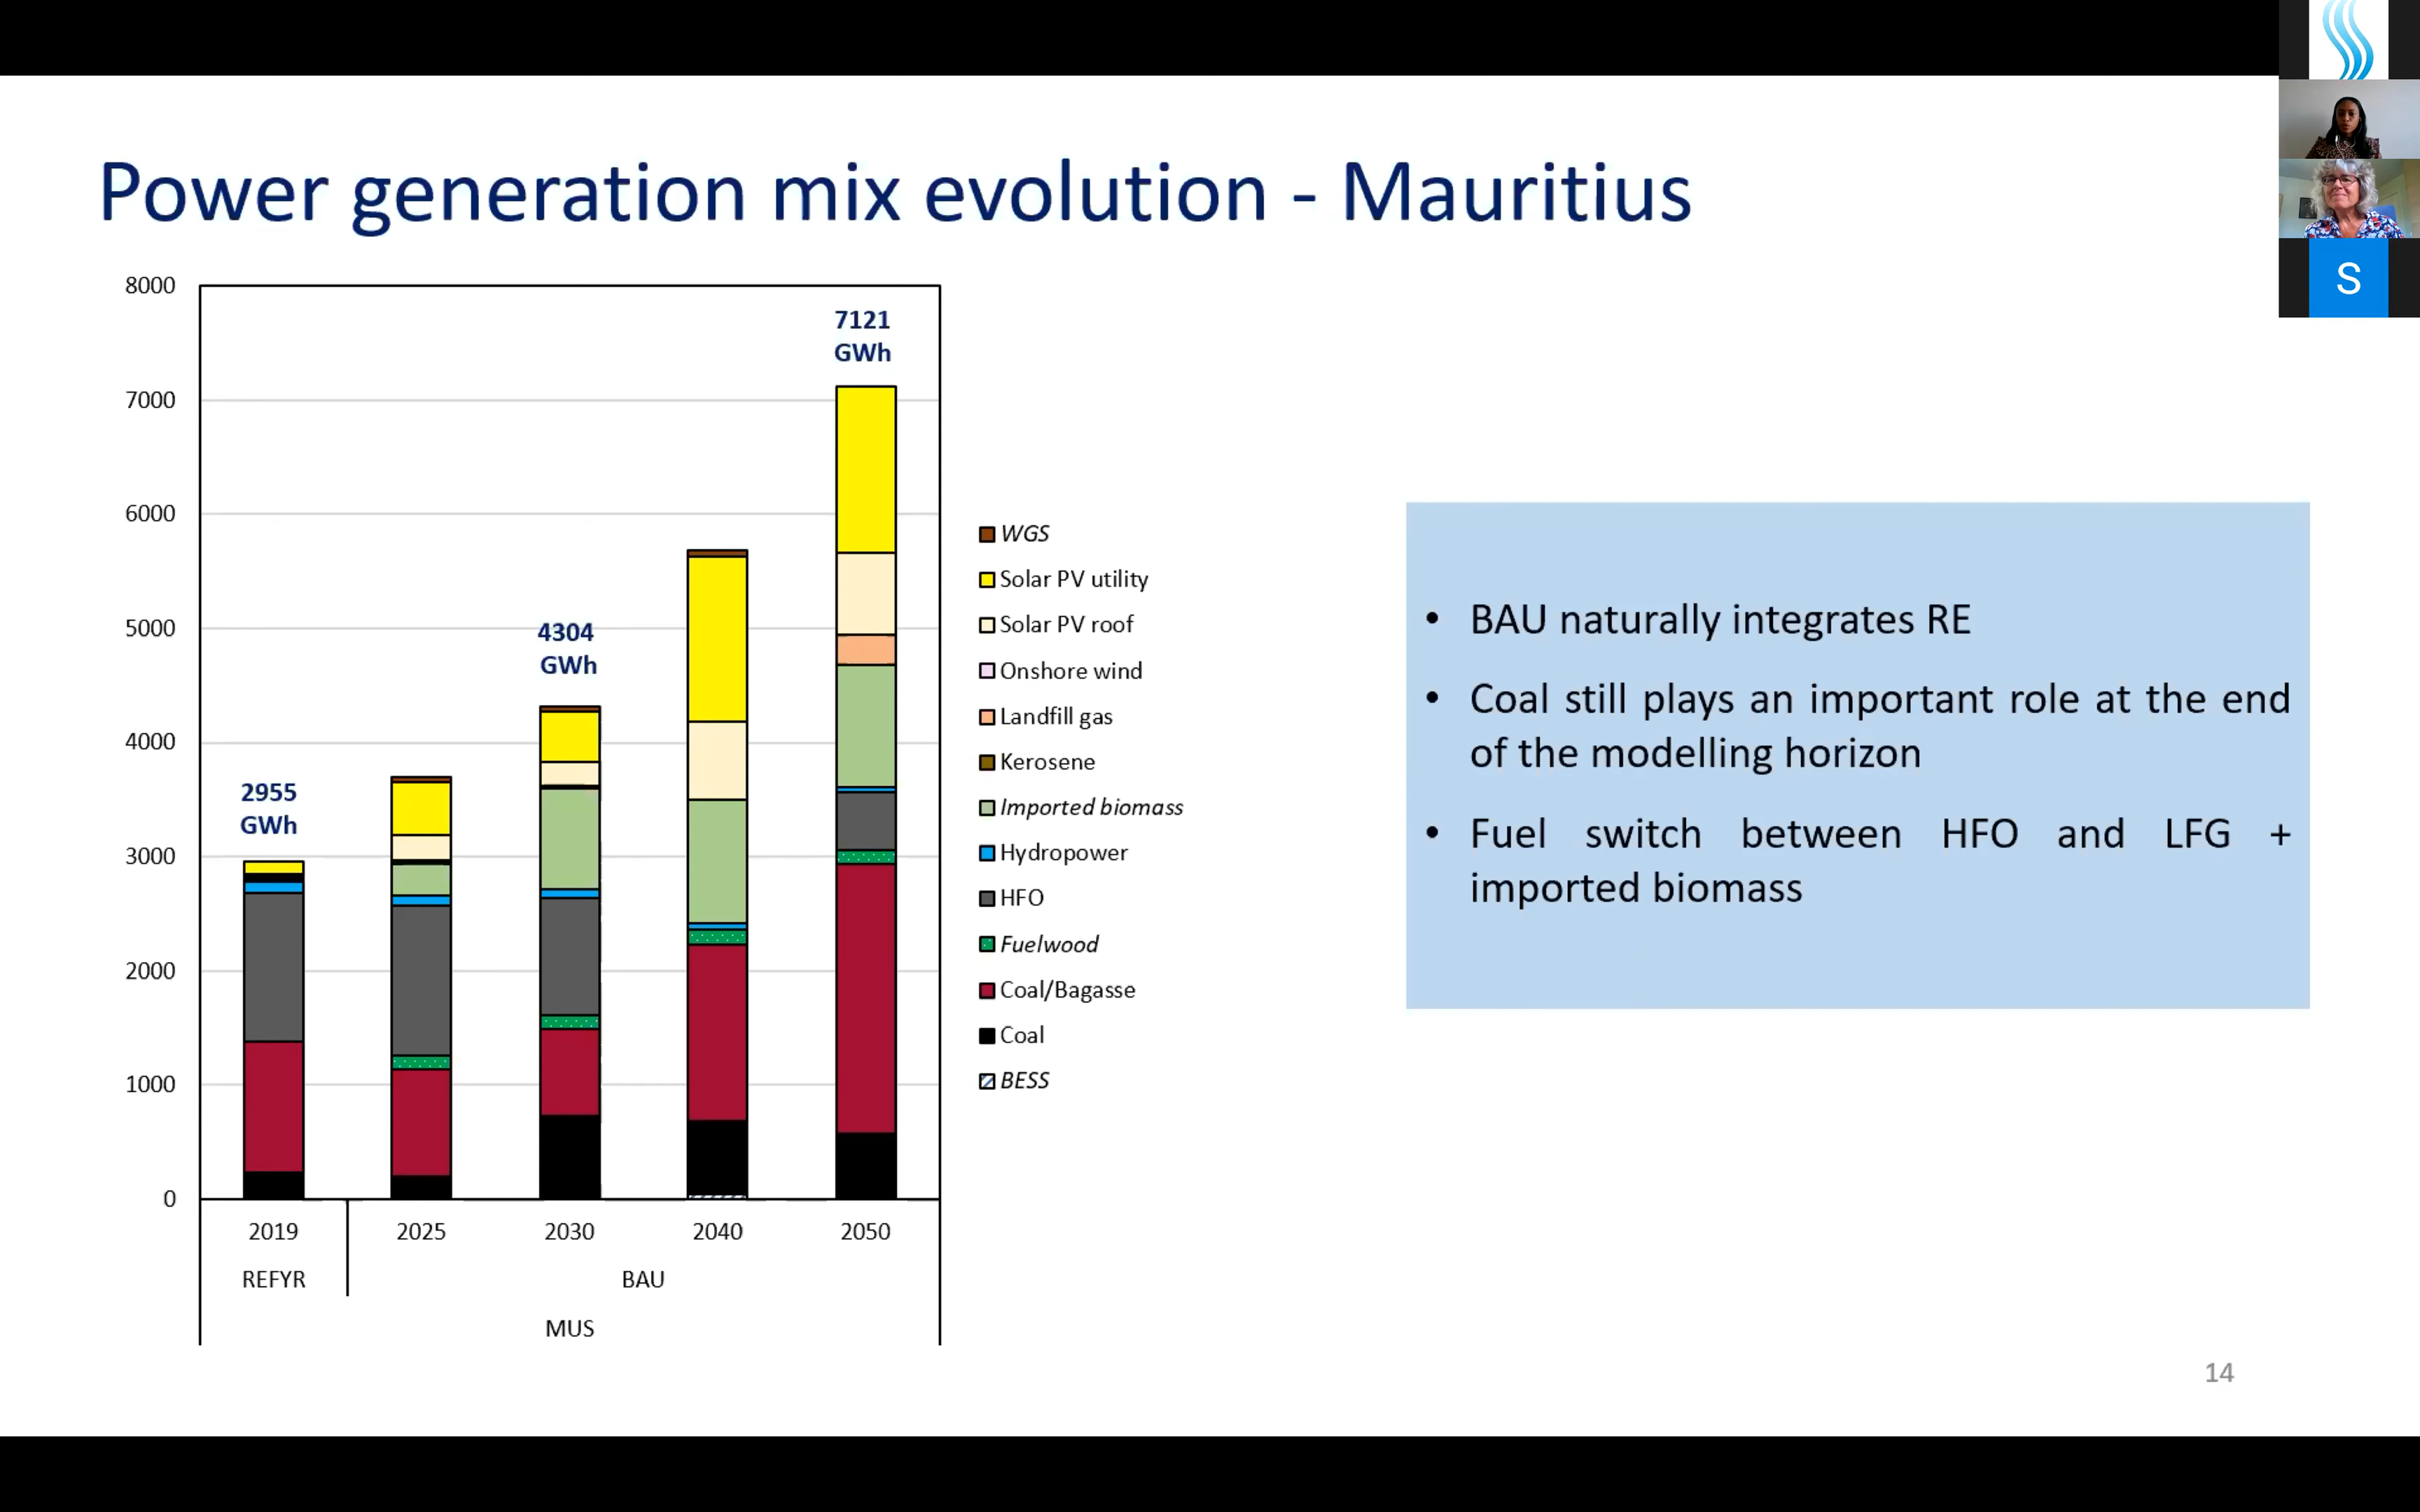 Power generation mix evolution - Mauritius
S
8000
7000
6000
5000
4000
3000
2000
1000
0
2955
GWh
4304
GWh
7121
GWh
2019
2025
2030
2040
2050
REFYR
BAU
MUS
WGS
Solar PV utility
Solar PV roof
Onshore wind
Landfill gas
Kerosene
Imported biomass
Hydropower
HFO
Fuelwood
Coal/Bagasse
Coal
BESS
• BAU naturally integrates RE
• Coal still plays an important role at the end
of the modelling horizon
• Fuel switch between HFO and LFG +
imported biomass
14